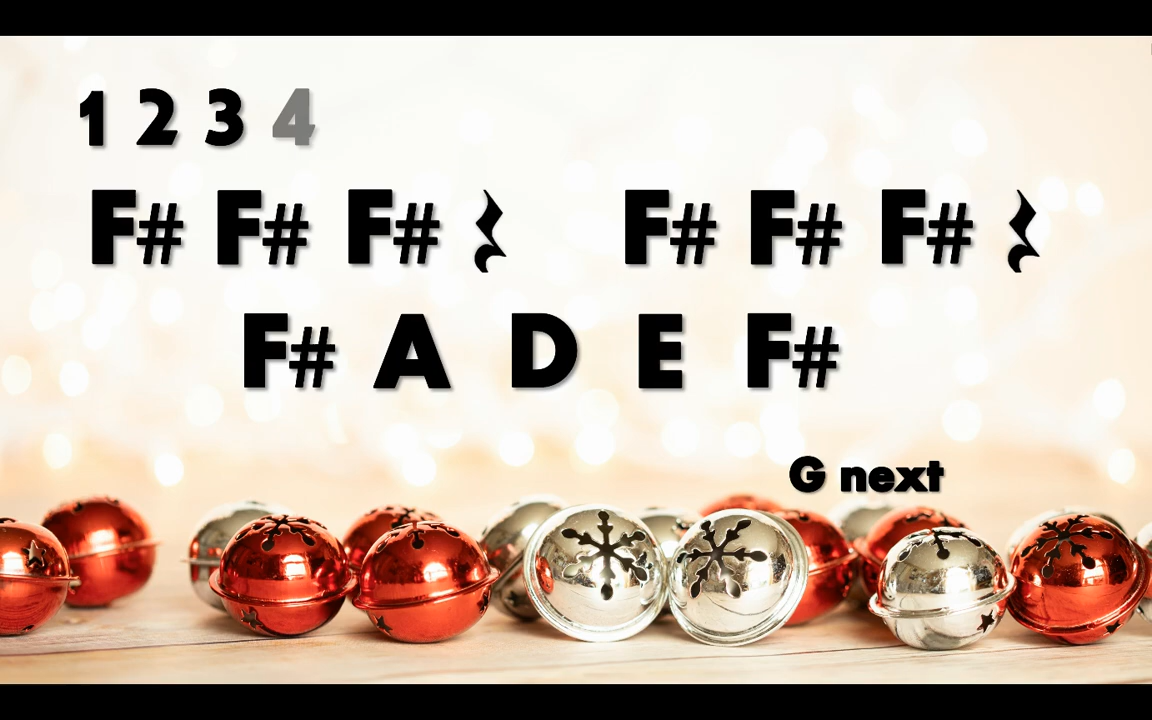 1 2 3 4
F# F# F# 𝄽 F# F# F# 𝄽
F# A D E F#
G next